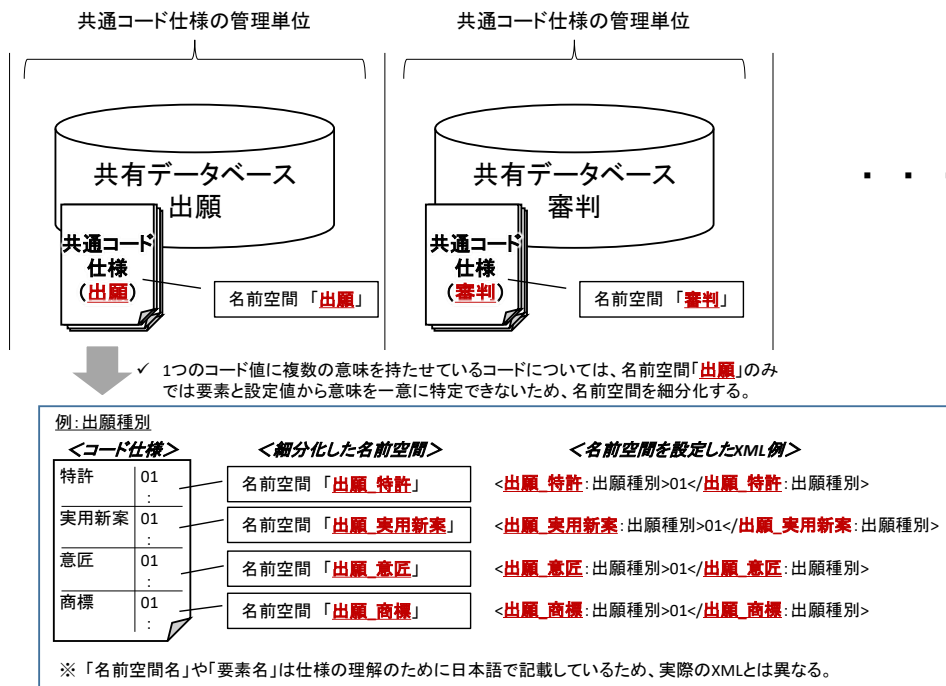 共通コード仕様の管理単位
共通コード仕様の管理単位
共有データベース
出願
共通コード
仕様
（出願）
名前空間 「出願」
共有データベース
審判
共通コード
仕様
（審判）
名前空間 「審判」
・・・
✓ 1つのコード値に複数の意味を持たせているコードについては、名前空間「出願」のみ
では要素と設定値から意味を一意に特定できないため、名前空間を細分化する。
例：出願種別
＜コード仕様＞ ＜細分化した名前空間＞ ＜名前空間を設定したXML例＞
特許 01 名前空間 「出願_特許」 <出願_特許：出願種別>01</出願_特許：出願種別>
:
実用新案 01 名前空間 「出願_実用新案」 <出願_実用新案：出願種別>01</出願_実用新案：出願種別>
:
意匠 01 名前空間 「出願_意匠」 <出願_意匠：出願種別>01</出願_意匠：出願種別>
:
商標 01 名前空間 「出願_商標」 <出願_商標：出願種別>01</出願_商標：出願種別>
:
※ 「名前空間名」や「要素名」は仕様の理解のために日本語で記載しているため、実際のXMLとは異なる。